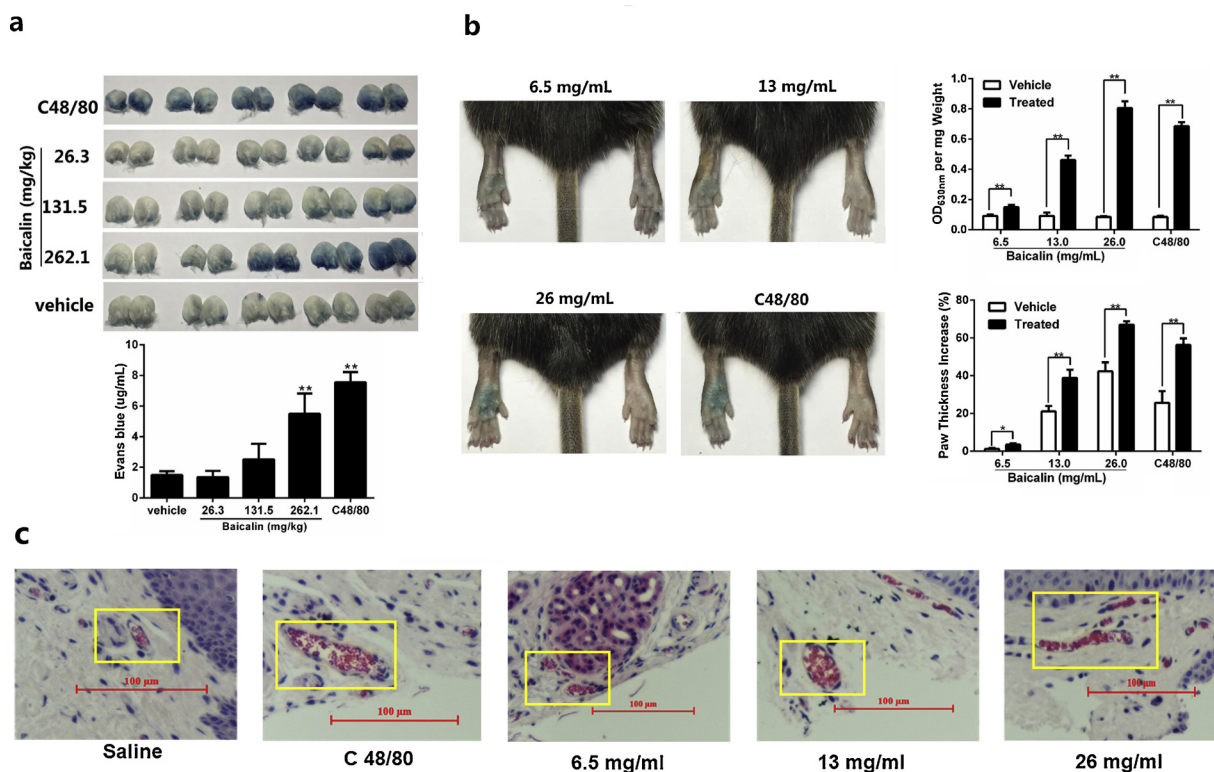 a
C48/80
Baicalin (mg/kg)
26.3
131.5
262.1
vehicle
Evans blue (ug/mL)
10
8
6
4
2
0
** **
vehicle 26.3 131.5 262.1 C48/80
Baicalin (mg/kg)
b
6.5 mg/mL 13 mg/mL
26 mg/mL C48/80
OD630nm per mg Weight
1.0
0.8
0.6
0.4
0.2
0.0
Vehicle
Treated
** ** ** **
6.5 13.0 26.0 C48/80
Baicalin (mg/mL)
Paw Thickness Increase (%)
80
60
40
20
0
Vehicle
Treated
* ** ** **
6.5 13.0 26.0 C48/80
Baicalin (mg/mL)
c
100 μm 100 μm 100 μm 100 μm 100 μm
Saline C 48/80 6.5 mg/ml 13 mg/ml 26 mg/ml